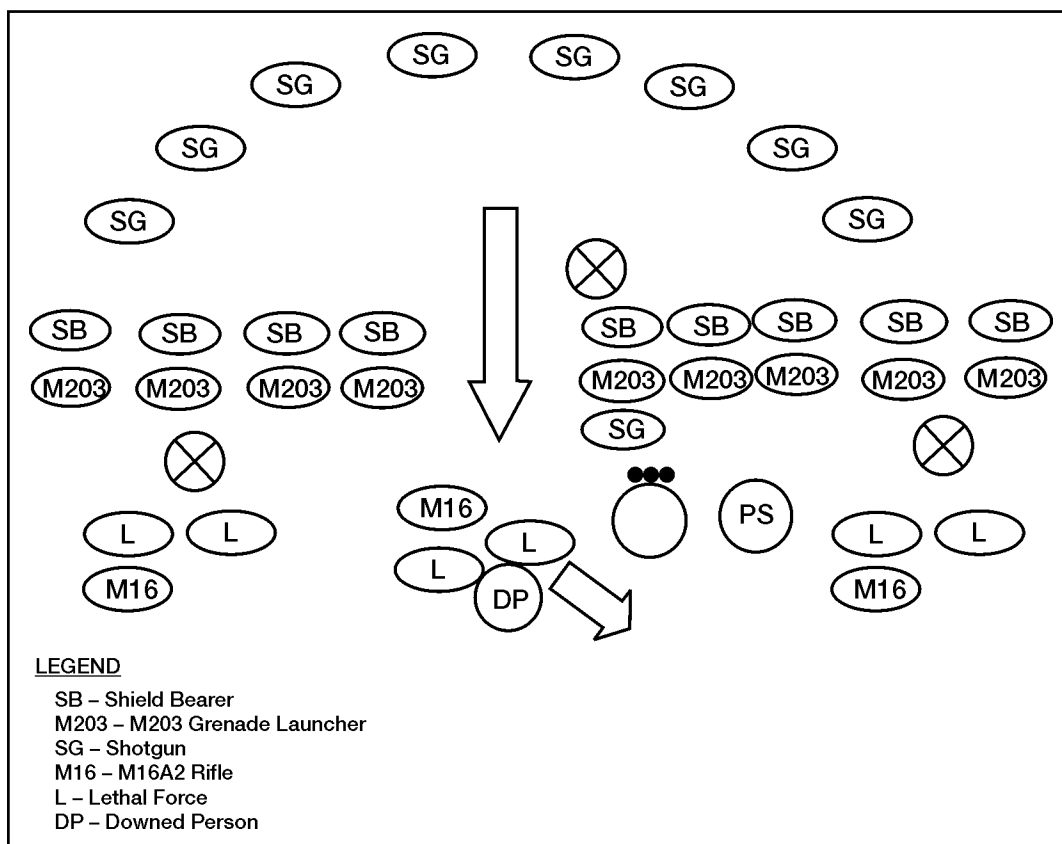 SG SG
SG SG
SG SG
SG SG
SB SB SB SB SB SB SB SB SB
M203 M203 M203 M203 M203 M203 M203 M203 M203
SG
M16 PS
L L L L L L
M16 DP M16
LEGEND
SB – Shield Bearer
M203 – M203 Grenade Launcher
SG – Shotgun
M16 – M16A2 Rifle
L – Lethal Force
DP – Downed Person